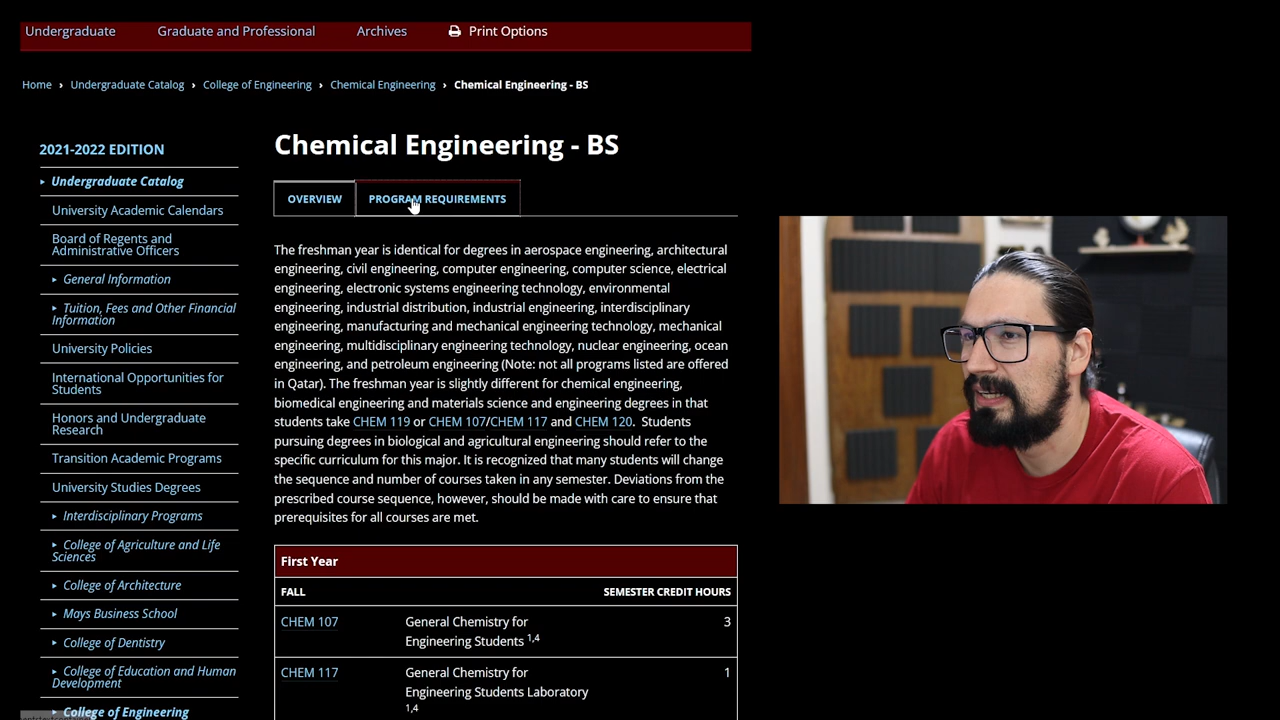 Undergraduate
Graduate and Professional
Archives
Print Options
Home › Undergraduate Catalog › College of Engineering › Chemical Engineering › Chemical Engineering - BS
2021-2022 EDITION
Undergraduate Catalog
University Academic Calendars
Board of Regents and
Administrative Officers
General Information
Tuition, Fees and Other Financial
Information
University Policies
International Opportunities for
Students
Honors and Undergraduate
Research
Transition Academic Programs
University Studies Degrees
Interdisciplinary Programs
College of Agriculture and Life
Sciences
College of Architecture
Mays Business School
College of Dentistry
College of Education and Human
Development
College of Engineering
Chemical Engineering - BS
OVERVIEW
PROGRAM REQUIREMENTS
The freshman year is identical for degrees in aerospace engineering, architectural
engineering, civil engineering, computer engineering, computer science, electrical
engineering, electronic systems engineering technology, environmental
engineering, industrial distribution, industrial engineering, interdisciplinary
engineering, manufacturing and mechanical engineering technology, mechanical
engineering, multidisciplinary engineering technology, nuclear engineering, ocean
engineering, and petroleum engineering (Note: not all programs listed are offered
in Qatar). The freshman year is slightly different for chemical engineering,
biomedical engineering and materials science and engineering degrees in that
students take CHEM 119 or CHEM 107/CHEM 117 and CHEM 120. Students
pursuing degrees in biological and agricultural engineering should refer to the
specific curriculum for this major. It is recognized that many students will change
the sequence and number of courses taken in any semester. Deviations from the
prescribed course sequence, however, should be made with care to ensure that
prerequisites for all courses are met.
First Year
FALL SEMESTER CREDIT HOURS
CHEM 107 General Chemistry for 3
Engineering Students 1,4
CHEM 117 General Chemistry for 1
Engineering Students Laboratory
1,4